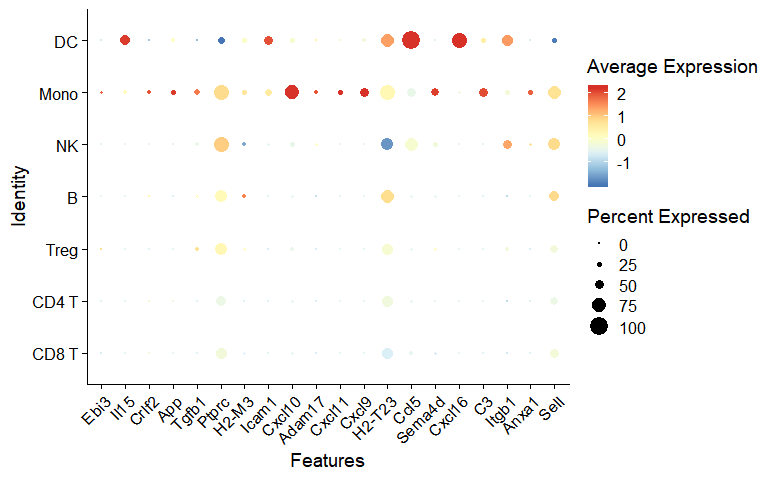 DC
Mono
NK
B
Treg
CD4 T
CD8 T
Identity
Ebi3
Il15
Crlf2
App
Tgfb1
Ptprc
H2-M3
Icam1
Cxcl10
Adam17
Cxcl11
Cxcl9
H2-T23
Ccl5
Sema4d
Cxcl16
C3
Itgb1
Anxa1
Sell
Features
Average Expression
2
1
0
-1
Percent Expressed
0
25
50
75
100